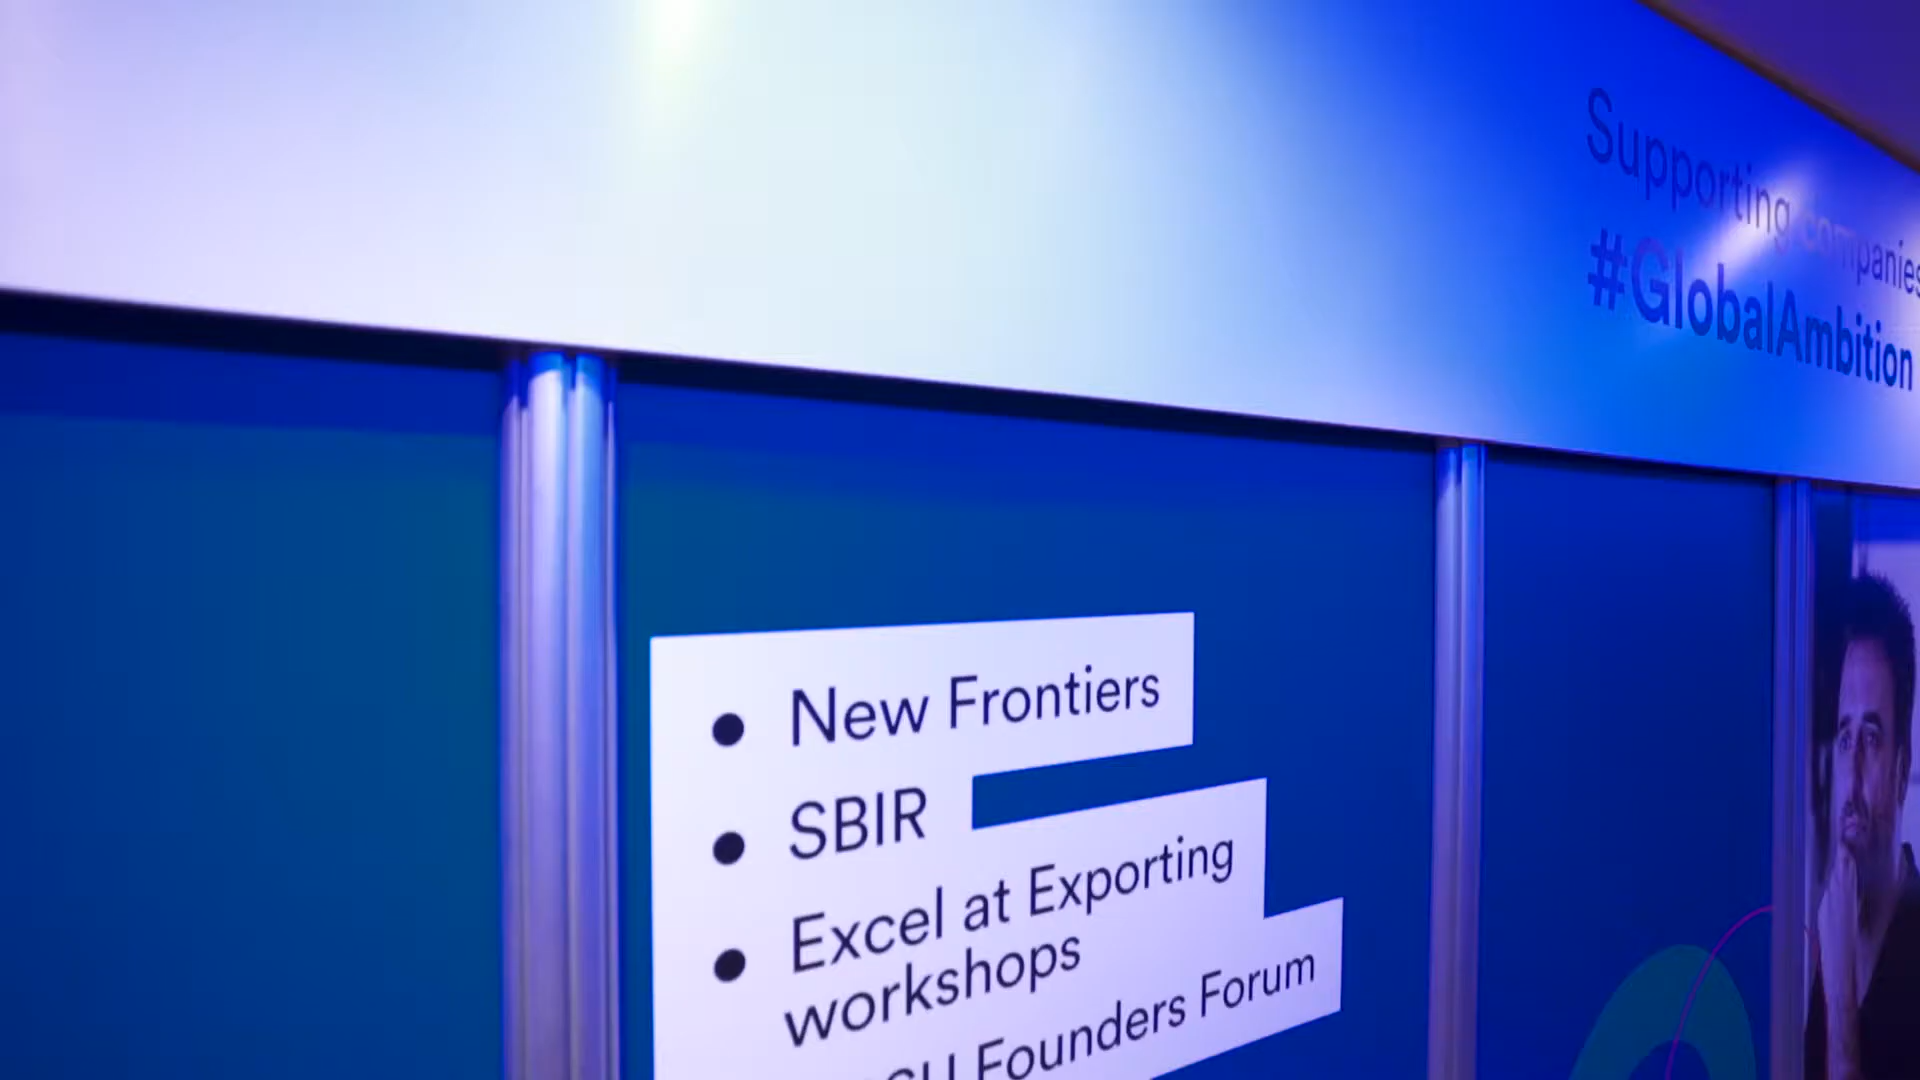 Supporting companies
#GlobalAmbition
• New Frontiers
• SBIR
• Excel at Exporting
workshops
Founders Forum